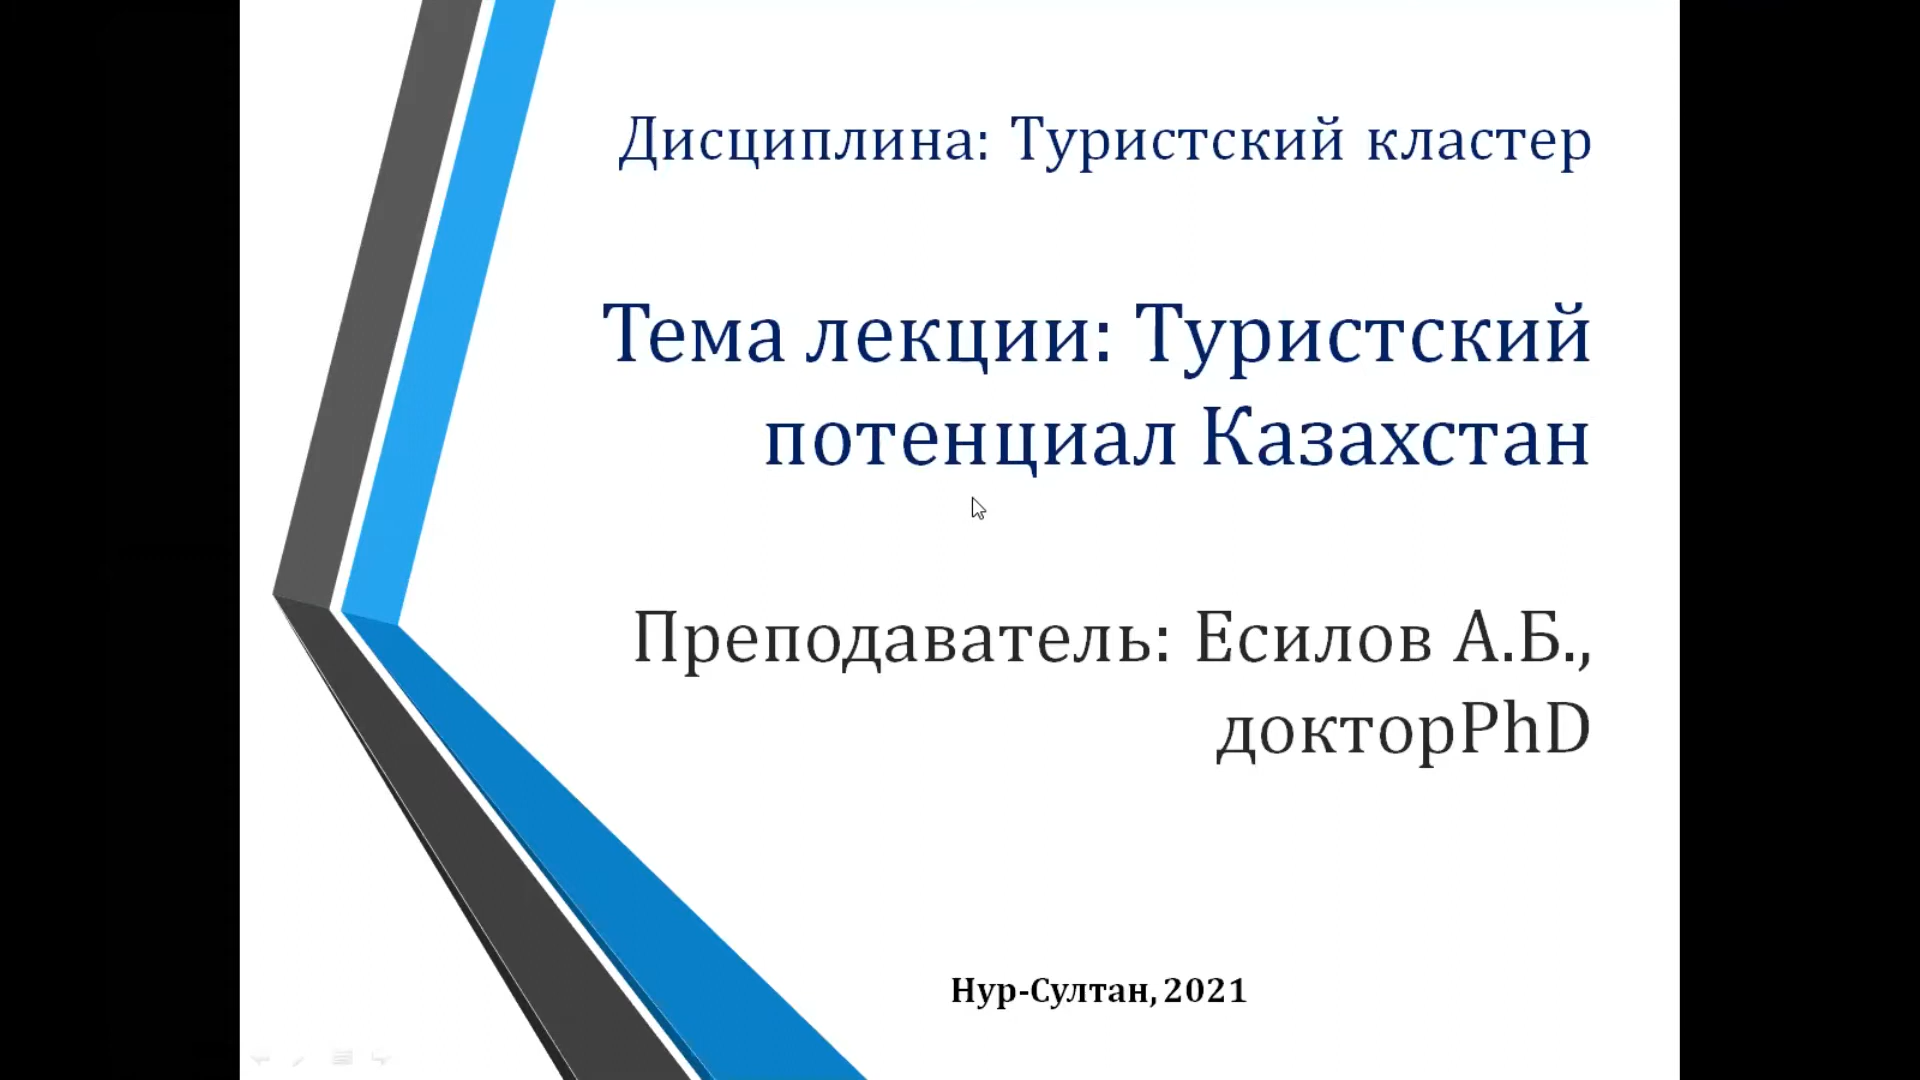 Дисциплина: Туристский кластер
Тема лекции: Туристский
потенциал Казахстан
Преподаватель: Есилов А.Б.,
докторPhD
Нур-Султан, 2021